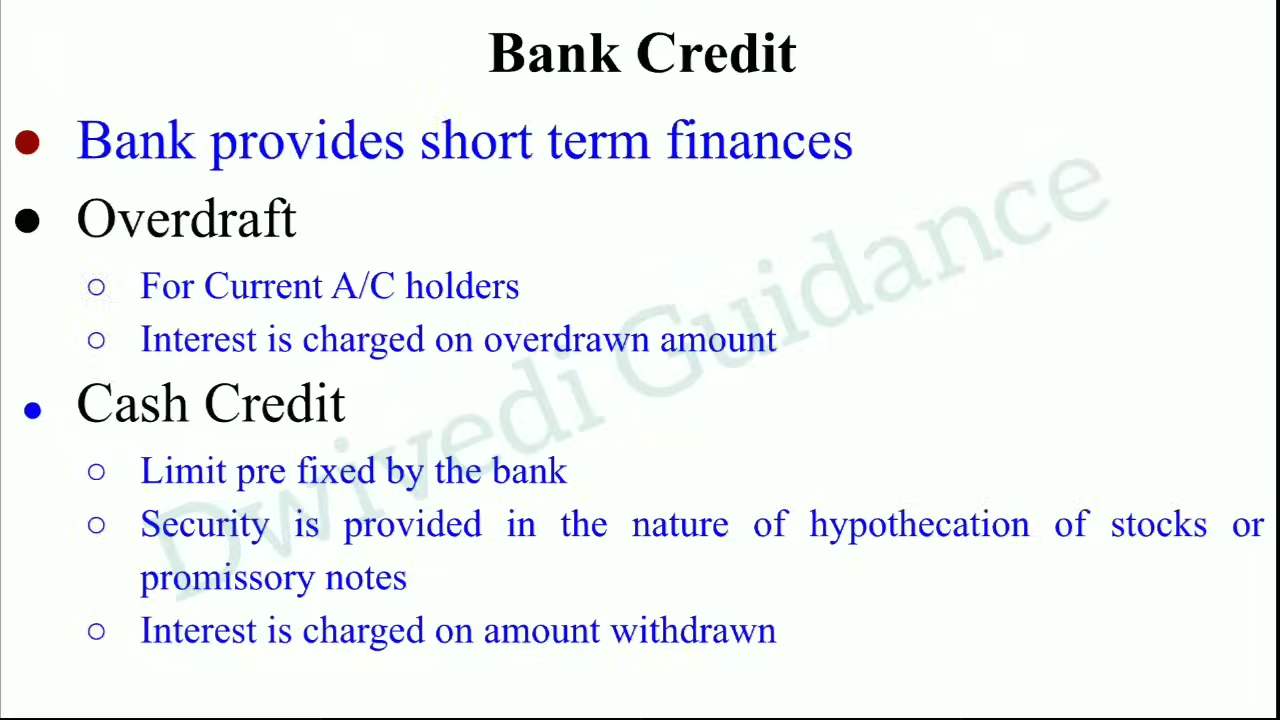 Bank Credit
● Bank provides short term finances
● Overdraft
○ For Current A/C holders
○ Interest is charged on overdrawn amount
● Cash Credit
○ Limit pre fixed by the bank
○ Security is provided in the nature of hypothecation of stocks or
promissory notes
○ Interest is charged on amount withdrawn
Dwivedi Guidance